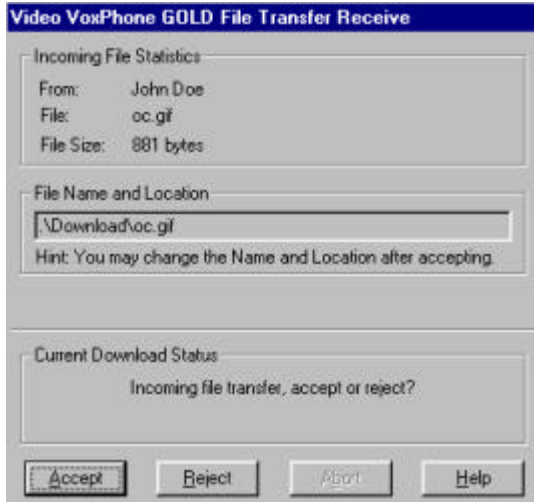 Video VoxPhone GOLD File Transfer Receive
Incoming File Statistics
From: John Doe
File: oc.gif
File Size: 881 bytes
File Name and Location
.\Download\oc.gif
Hint: You may change the Name and Location after accepting.
Current Download Status
Incoming file transfer, accept or reject?
Accept Reject Abort Help